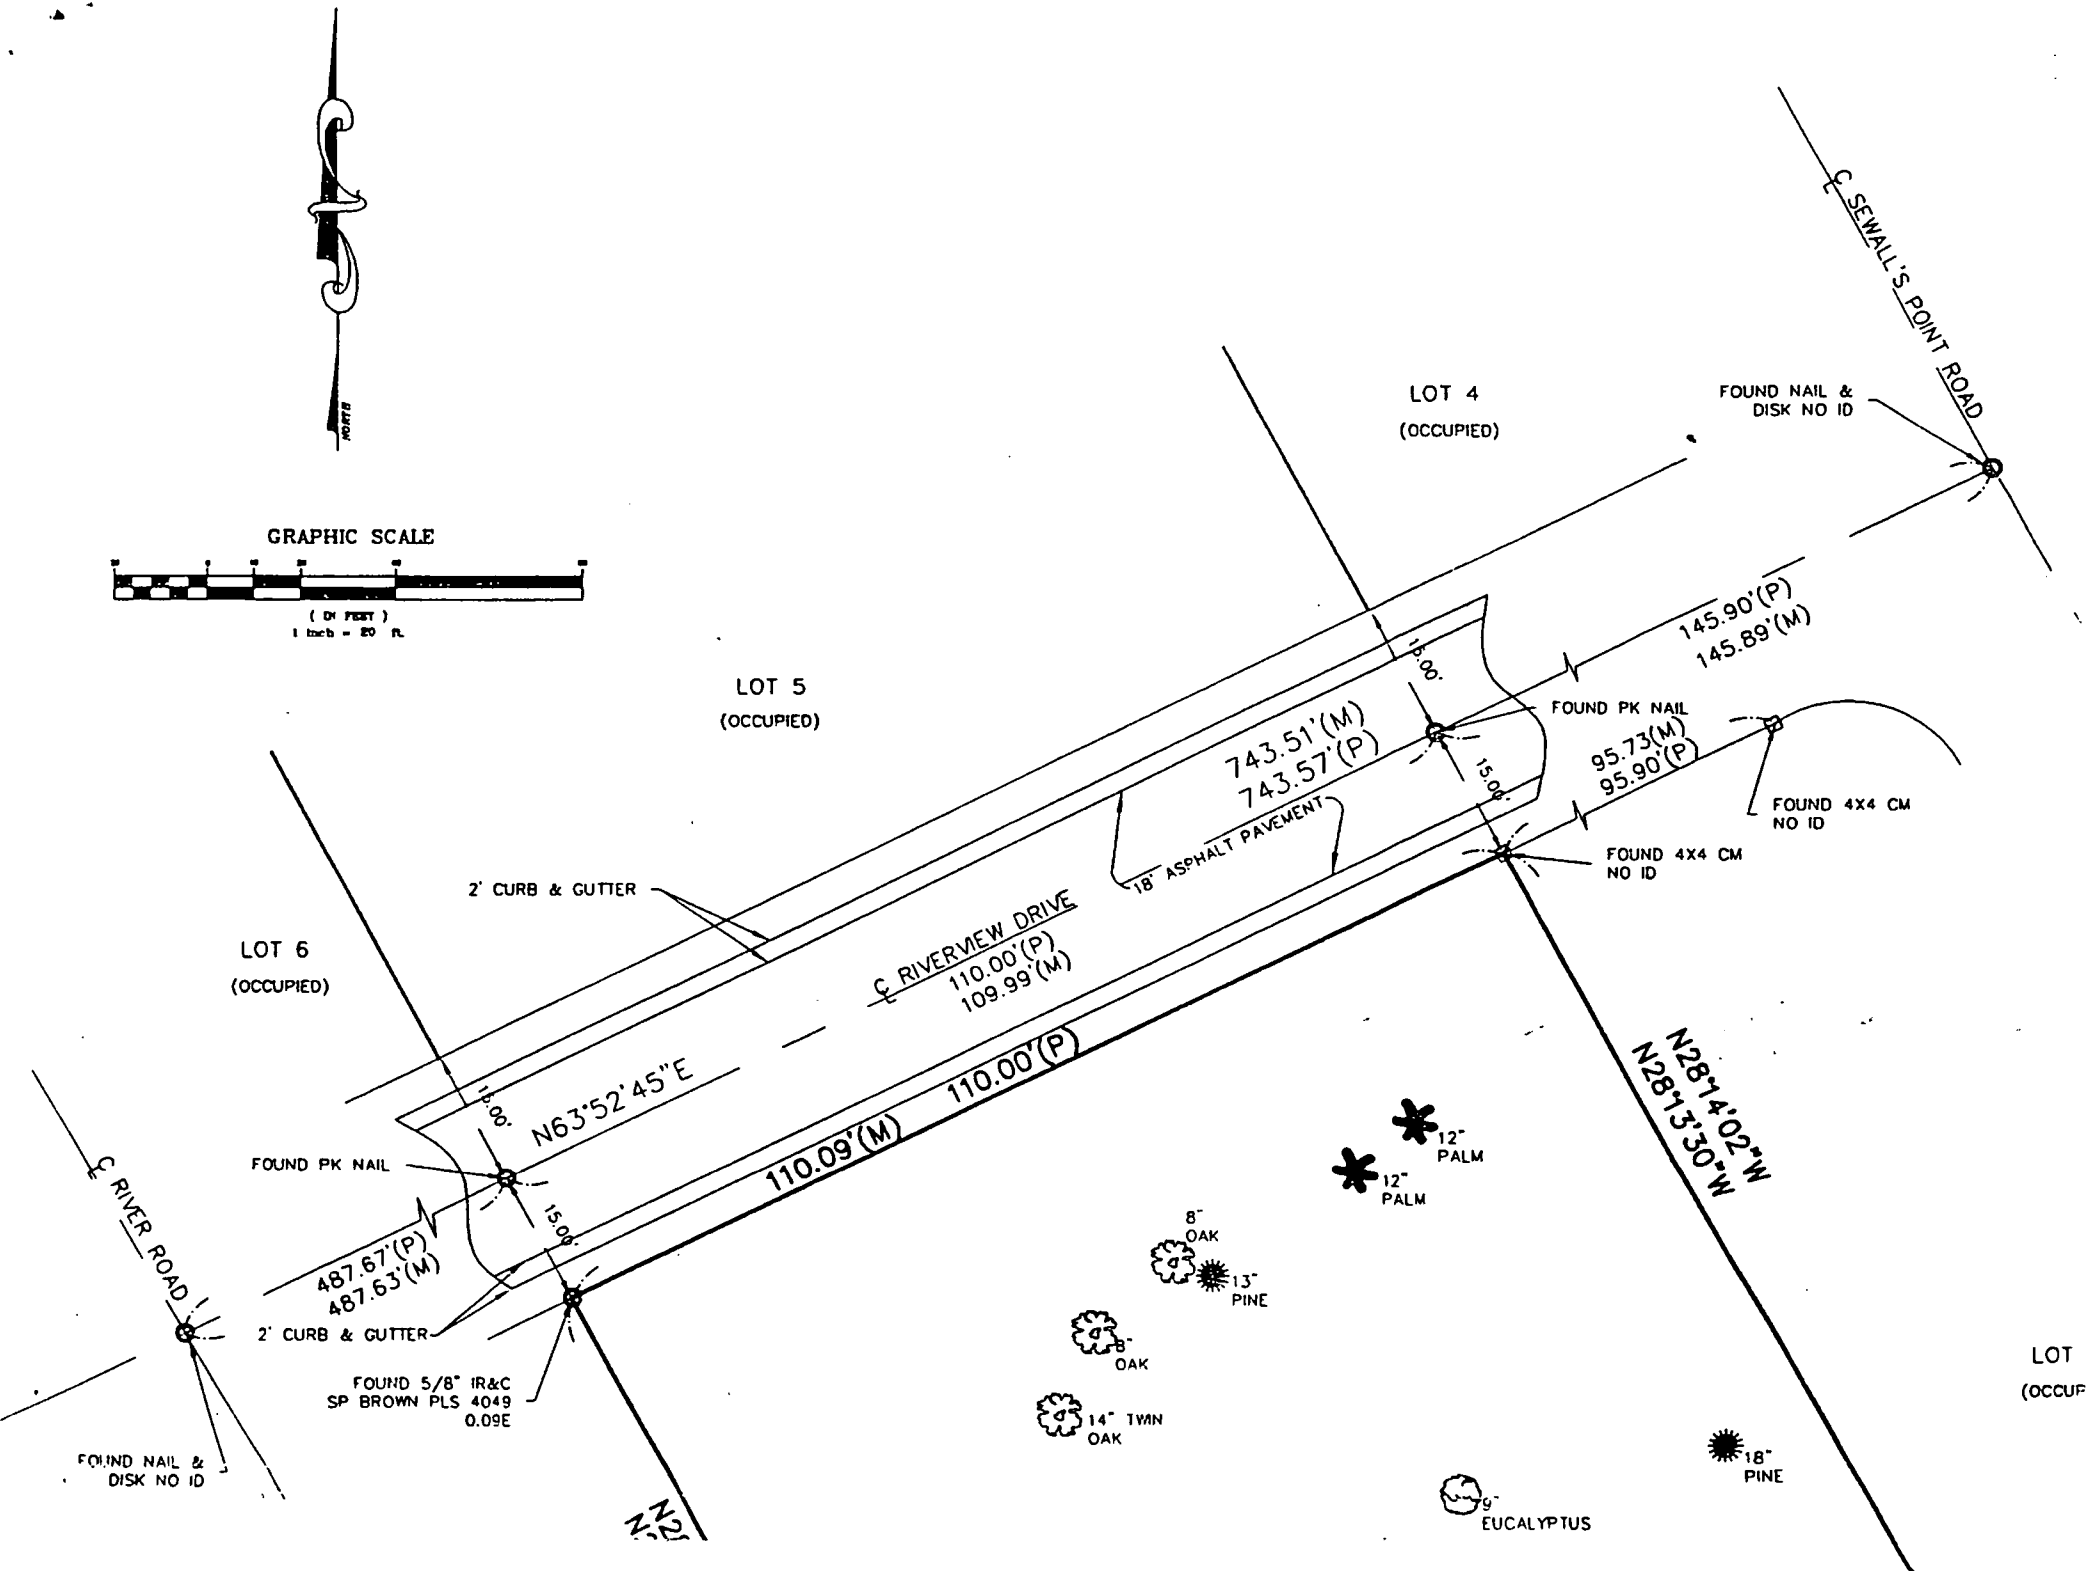 NORTH
GRAPHIC SCALE
( IN FEET )
1 inch = 20 ft.
℄ SEWALL'S POINT ROAD
LOT 4
(OCCUPIED)
FOUND NAIL &
DISK NO ID
145.90'(P)
145.89'(M)
15.00'
LOT 5
(OCCUPIED)
FOUND PK NAIL
743.51'(M)
743.57'(P)
95.73(M)
95.90'(P)
15.00'
18' ASPHALT PAVEMENT
FOUND 4X4 CM
NO ID
FOUND 4X4 CM
NO ID
2' CURB & GUTTER
℄ RIVERVIEW DRIVE
110.00'(P)
109.99'(M)
LOT 6
(OCCUPIED)
15.00'
N63°52'45"E
110.00'(P)
110.09'(M)
N28°14'02"W
N28°13'30"W
FOUND PK NAIL
15.00'
12"
PALM
12"
PALM
℄ RIVER ROAD
487.67'(P)
487.63'(M)
8"
OAK
13"
PINE
2' CURB & GUTTER
8"
OAK
FOUND 5/8" IR&C
SP BROWN PLS 4049
0.09E
14" TWIN
OAK
LOT
(OCCUP
FOUND NAIL &
DISK NO ID
18"
PINE
9"
EUCALYPTUS